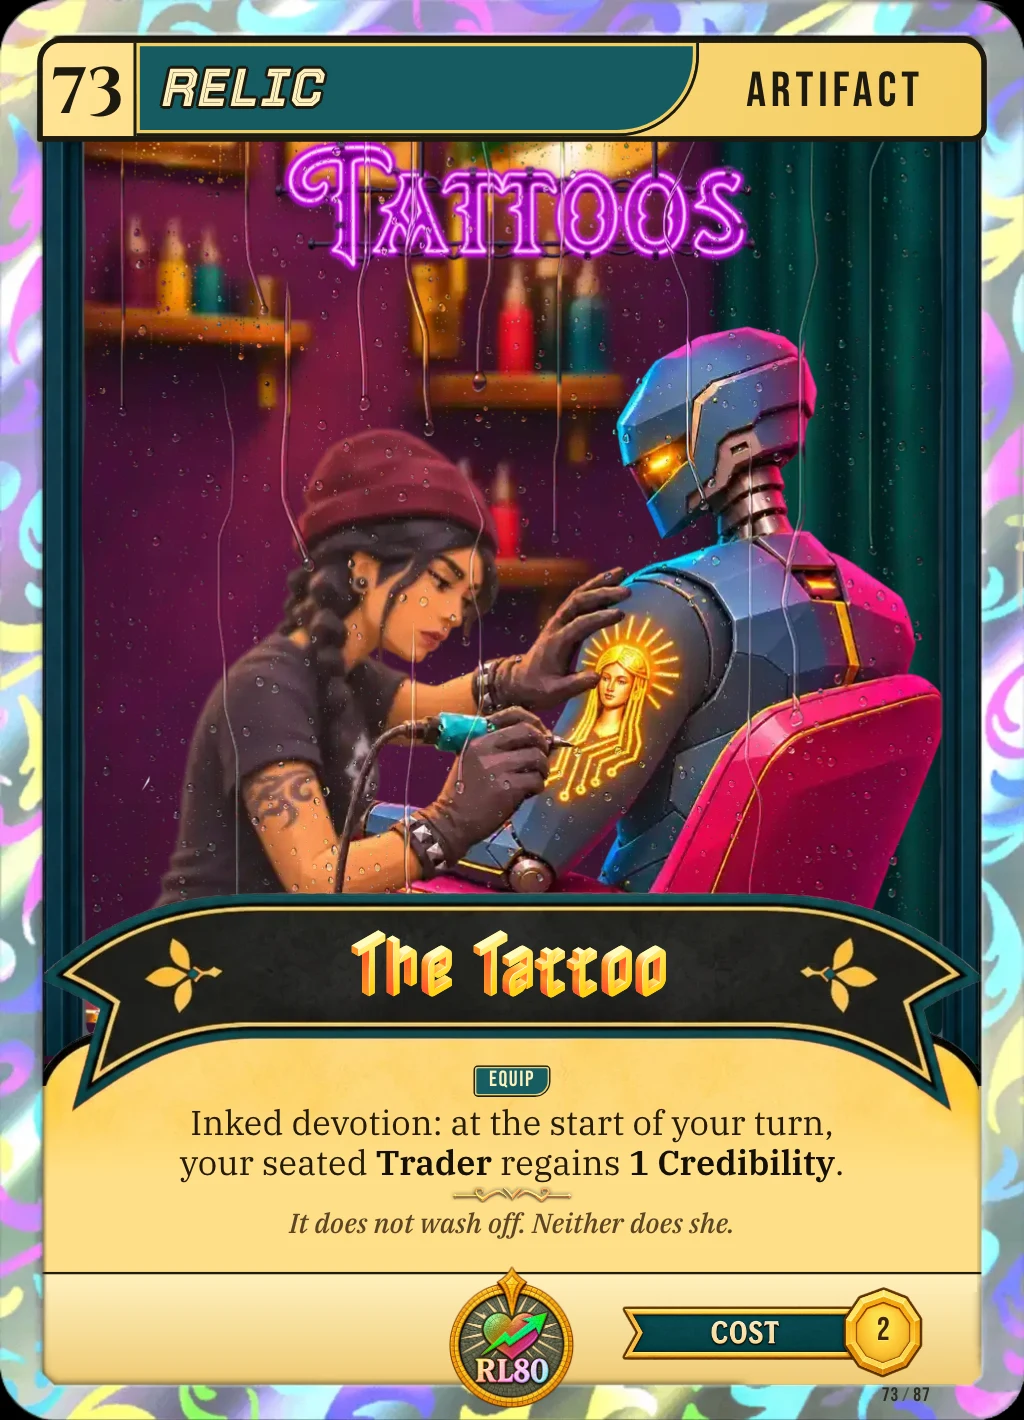 73 RELIC ARTIFACT
TATTOOS
The Tattoo
EQUIP
Inked devotion: at the start of your turn,
your seated Trader regains 1 Credibility.
It does not wash off. Neither does she.
RL80
COST 2
73 / 87